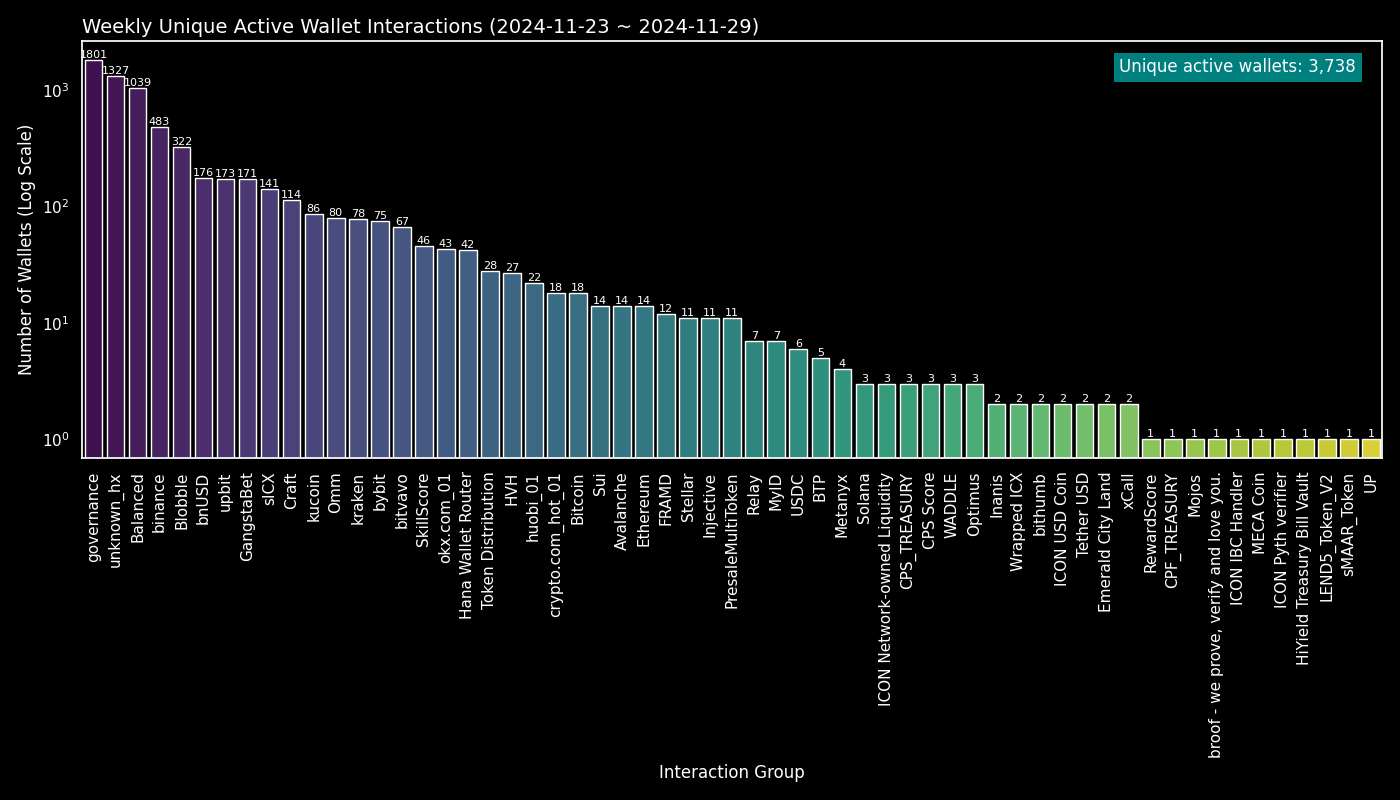 Weekly Unique Active Wallet Interactions (2024-11-23 ~ 2024-11-29)
Unique active wallets: 3,738
Number of Wallets (Log Scale)
10³
10²
10¹
10⁰
1801
1327
1039
483
322
176
173
171
141
114
86
80
78
75
67
46
43
42
28
27
22
18
18
14
14
14
12
11
11
11
7
7
6
5
4
3
3
3
3
3
3
2
2
2
2
2
2
2
1
1
1
1
1
1
1
1
1
1
1
governance
unknown_hx
Balanced
binance
Blobble
bnUSD
upbit
GangstaBet
sICX
Craft
kucoin
Omm
kraken
bybit
bitvavo
SkillScore
okx.com_01
Hana Wallet Router
Token Distribution
HVH
huobi_01
crypto.com_hot_01
Bitcoin
Sui
Avalanche
Ethereum
FRAMD
Stellar
Injective
PresaleMultiToken
Relay
MyID
USDC
BTP
Metanyx
Solana
ICON Network-owned Liquidity
CPS_TREASURY
CPS Score
WADDLE
Optimus
Inanis
Wrapped ICX
bithumb
ICON USD Coin
Tether USD
Emerald City Land
xCall
RewardScore
CPF_TREASURY
Mojos
broof - we prove, verify and love you.
ICON IBC Handler
MECA Coin
ICON Pyth verifier
HiYield Treasury Bill Vault
LEND5_Token_V2
sMAAR_Token
UP
Interaction Group